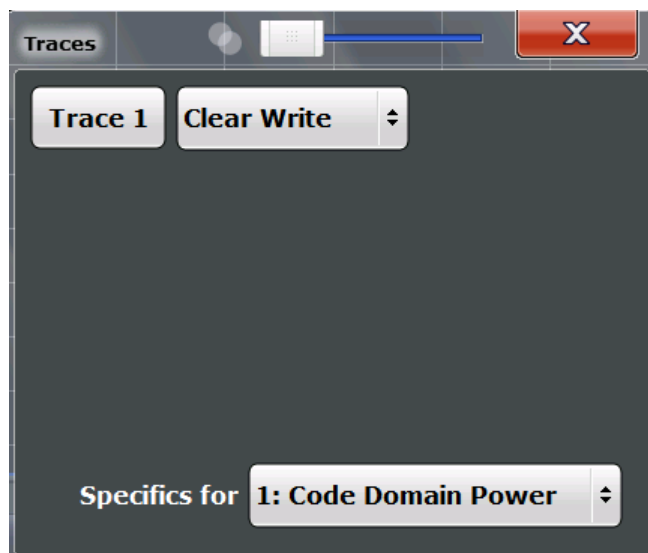 Traces
X
Trace 1 Clear Write
Specifics for 1: Code Domain Power